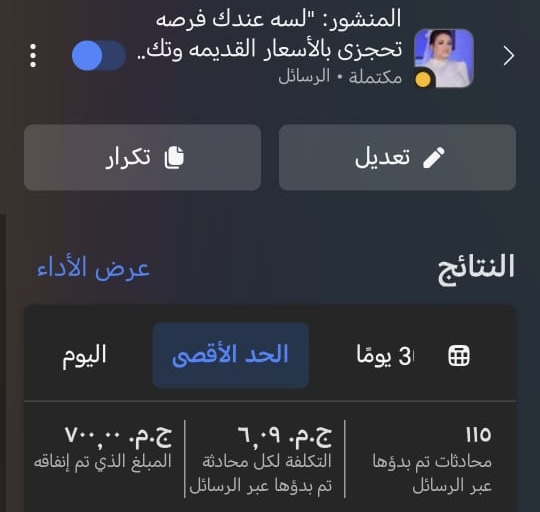 المنشور: "لسه عندك فرصه
تحجزى بالأسعار القديمه وتك..
مكتملة • الرسائل
تعديل
تكرار
النتائج
عرض الأداء
3 يومًا
الحد الأقصى
اليوم
١١٥
محادثات تم بدؤها
عبر الرسائل
ج.م. ٦,٠٩
التكلفة لكل محادثة
تم بدؤها عبر الرسائل
ج.م. ٧٠٠,٠٠
المبلغ الذي تم إنفاقه